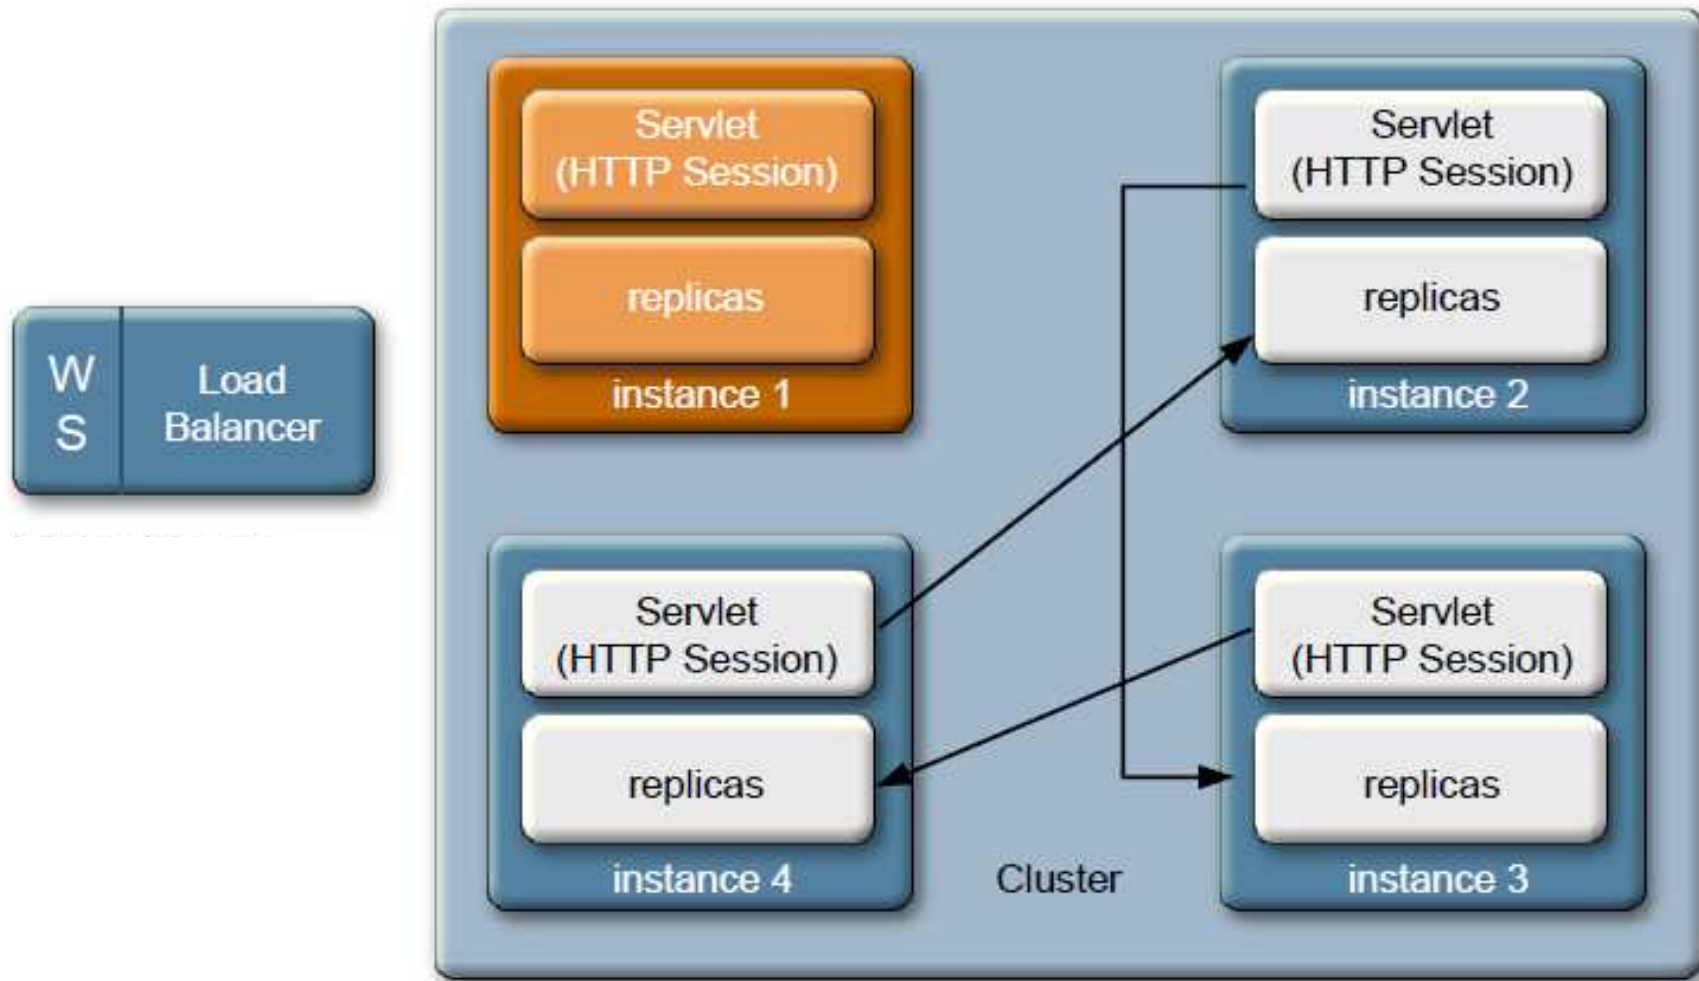 W
S
Load
Balancer
Servlet
(HTTP Session)
replicas
instance 1
Servlet
(HTTP Session)
replicas
instance 2
Servlet
(HTTP Session)
replicas
instance 4
Cluster
Servlet
(HTTP Session)
replicas
instance 3